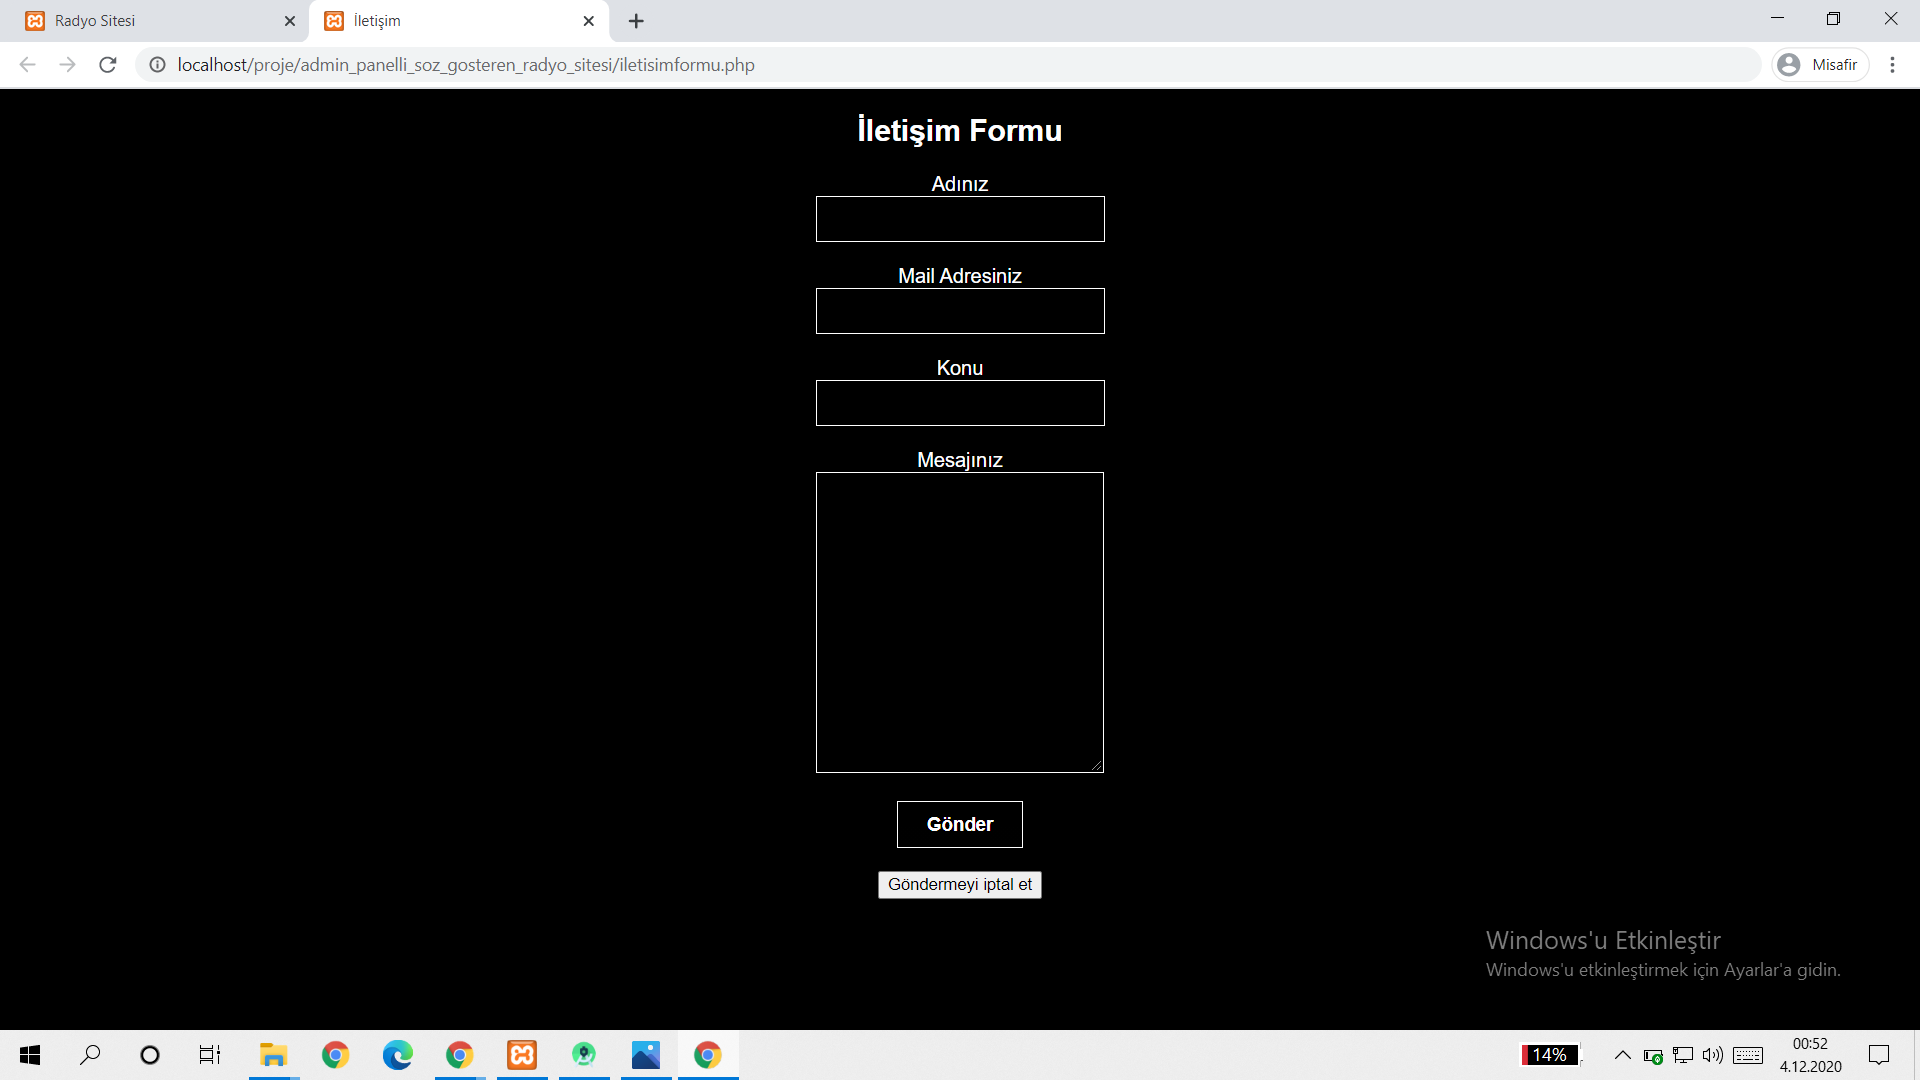 Radyo Sitesi
İletişim
localhost/proje/admin_panelli_soz_gosteren_radyo_sitesi/iletisimformu.php
Misafir
İletişim Formu
Adınız
Mail Adresiniz
Konu
Mesajınız
Gönder
Göndermeyi iptal et
Windows'u Etkinleştir
Windows'u etkinleştirmek için Ayarlar'a gidin.
14%
00:52
4.12.2020